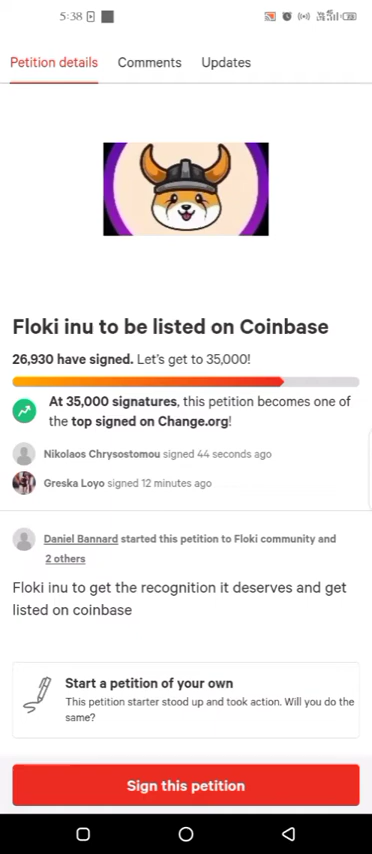 5:38
Petition details Comments Updates
Floki inu to be listed on Coinbase
26,930 have signed. Let's get to 35,000!
At 35,000 signatures, this petition becomes one of
the top signed on Change.org!
Nikolaos Chrysostomou signed 44 seconds ago
Greska Loyo signed 12 minutes ago
Daniel Bannard started this petition to Floki community and
2 others
Floki inu to get the recognition it deserves and get
listed on coinbase
Start a petition of your own
This petition starter stood up and took action. Will you do the
same?
Sign this petition